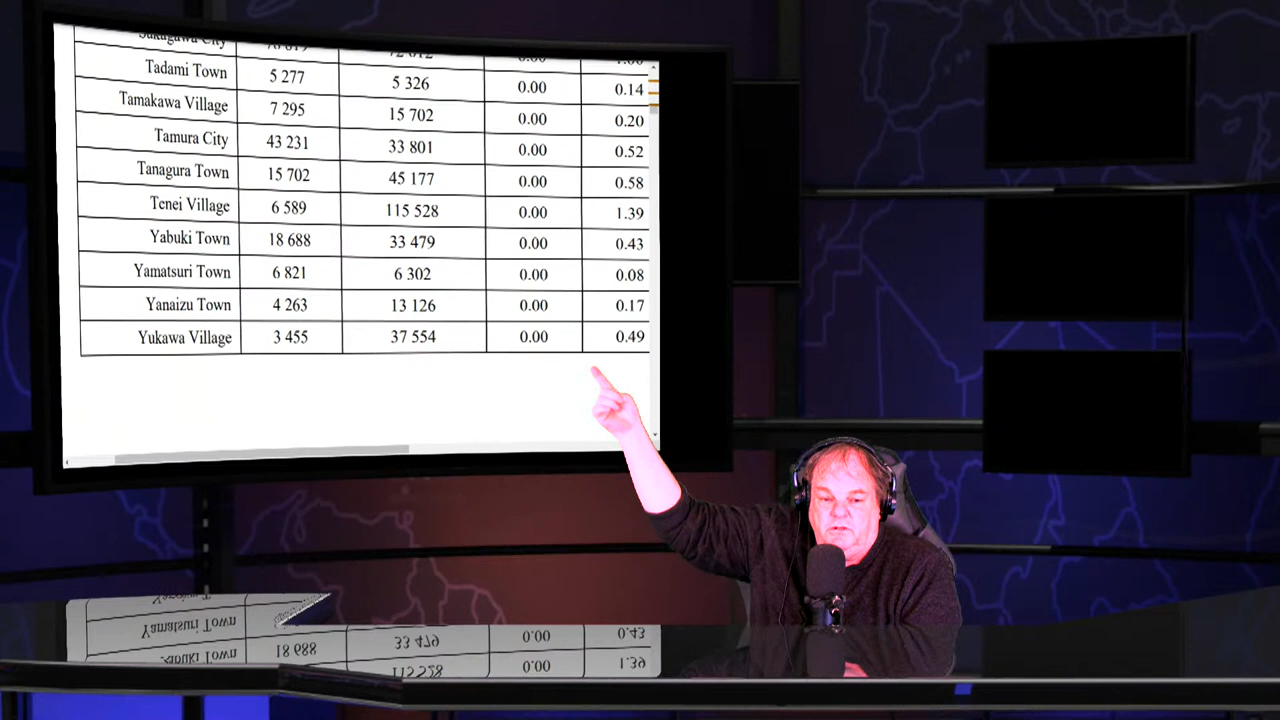 Sukagawa City
Tadami Town 5 277 5 326 0.00 0.14
Tamakawa Village 7 295 15 702 0.00 0.20
Tamura City 43 231 33 801 0.00 0.52
Tanagura Town 15 702 45 177 0.00 0.58
Tenei Village 6 589 115 528 0.00 1.39
Yabuki Town 18 688 33 479 0.00 0.43
Yamatsuri Town 6 821 6 302 0.00 0.08
Yanaizu Town 4 263 13 126 0.00 0.17
Yukawa Village 3 455 37 554 0.00 0.49